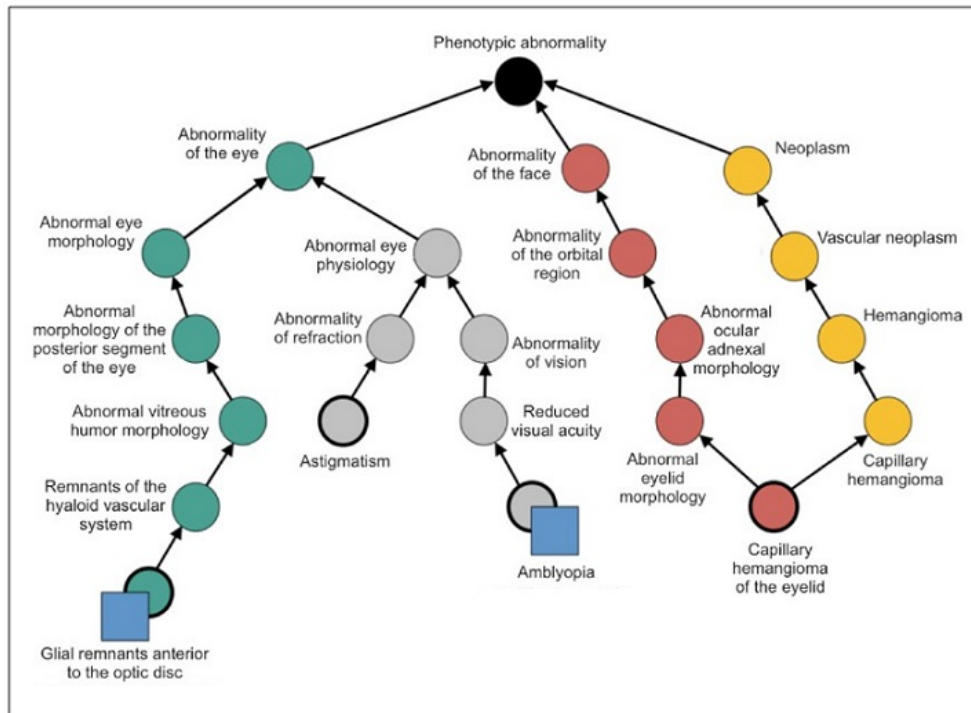 Phenotypic abnormality
Abnormality
of the eye
Abnormality
of the face
Neoplasm
Abnormal eye
morphology
Abnormal eye
physiology
Abnormality
of the orbital
region
Vascular neoplasm
Abnormal
morphology of the
posterior segment
of the eye
Abnormality
of refraction
Abnormality
of vision
Abnormal
ocular
adnexal
morphology
Hemangioma
Abnormal vitreous
humor morphology
Astigmatism
Reduced
visual acuity
Abnormal
eyelid
morphology
Capillary
hemangioma
Remnants of the
hyaloid vascular
system
Amblyopia
Capillary
hemangioma
of the eyelid
Glial remnants anterior
to the optic disc